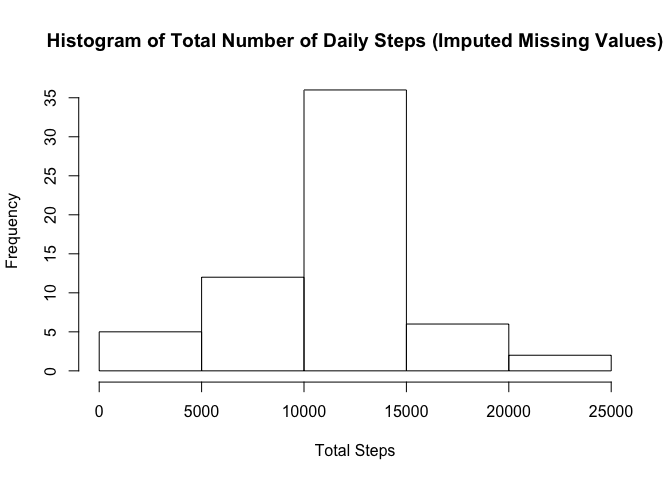 Histogram of Total Number of Daily Steps (Imputed Missing Values)
35
30
25
20
15
10
5
0
Frequency
0 5000 10000 15000 20000 25000
Total Steps